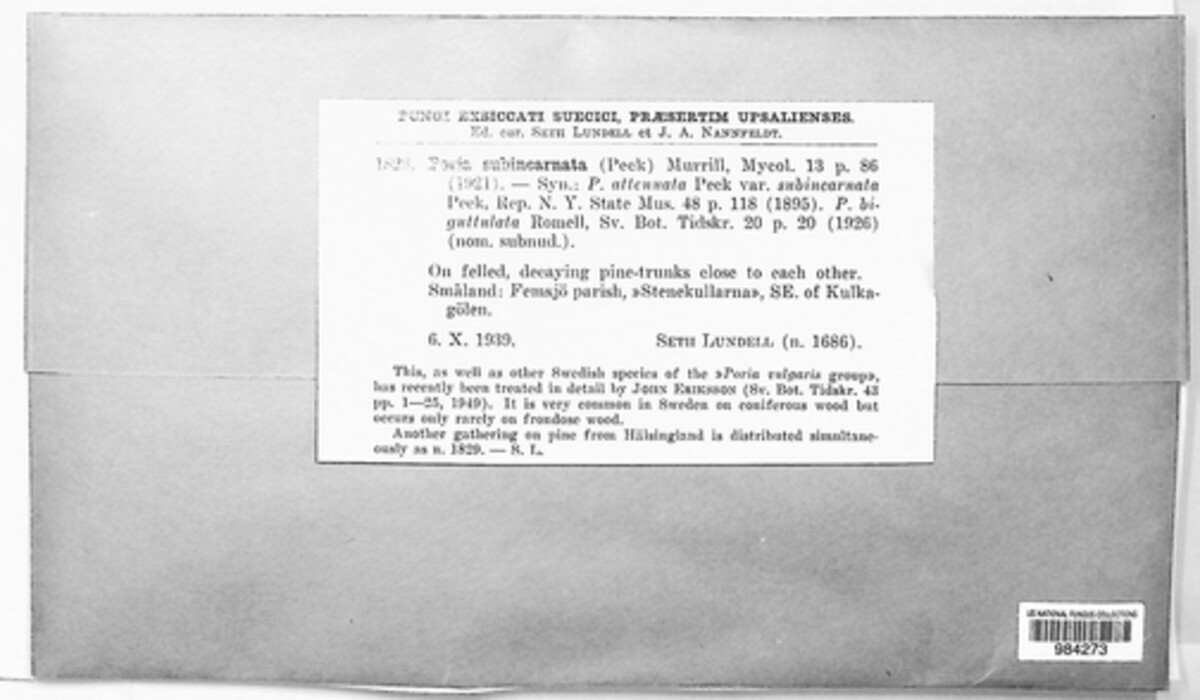 FUNGI EXSICCATI SUECICI, PRÆSERTIM UPSALIENSES.
Ed. cur. SETH LUNDELL et J. A. NANNFELDT.
Poria subincarnata (Peck) Murrill, Mycol. 13 p. 86
(1921). — Syn.: P. attenuata Peck var. subincarnata
Peck, Rep. N. Y. State Mus. 48 p. 118 (1895). P. bi-
guttulata Romell, Sv. Bot. Tidskr. 20 p. 20 (1926)
(nom. subnud.).
On felled, decaying pine-trunks close to each other.
Småland: Femsjö parish, »Stenekullarna», SE. of Kulka-
gölen.
6. X. 1939. SETH LUNDELL (n. 1686).
This, as well as other Swedish species of the »Poria vulgaris group»,
has recently been treated in detail by JOHN ERIKSSON (Sv. Bot. Tidskr. 43
pp. 1—25, 1949). It is very common in Sweden on coniferous wood but
occurs only rarely on frondose wood.
Another gathering on pine from Hälsingland is distributed simultane-
ously as n. 1829. — S. L.
US NATIONAL FUNGUS COLLECTIONS
984273